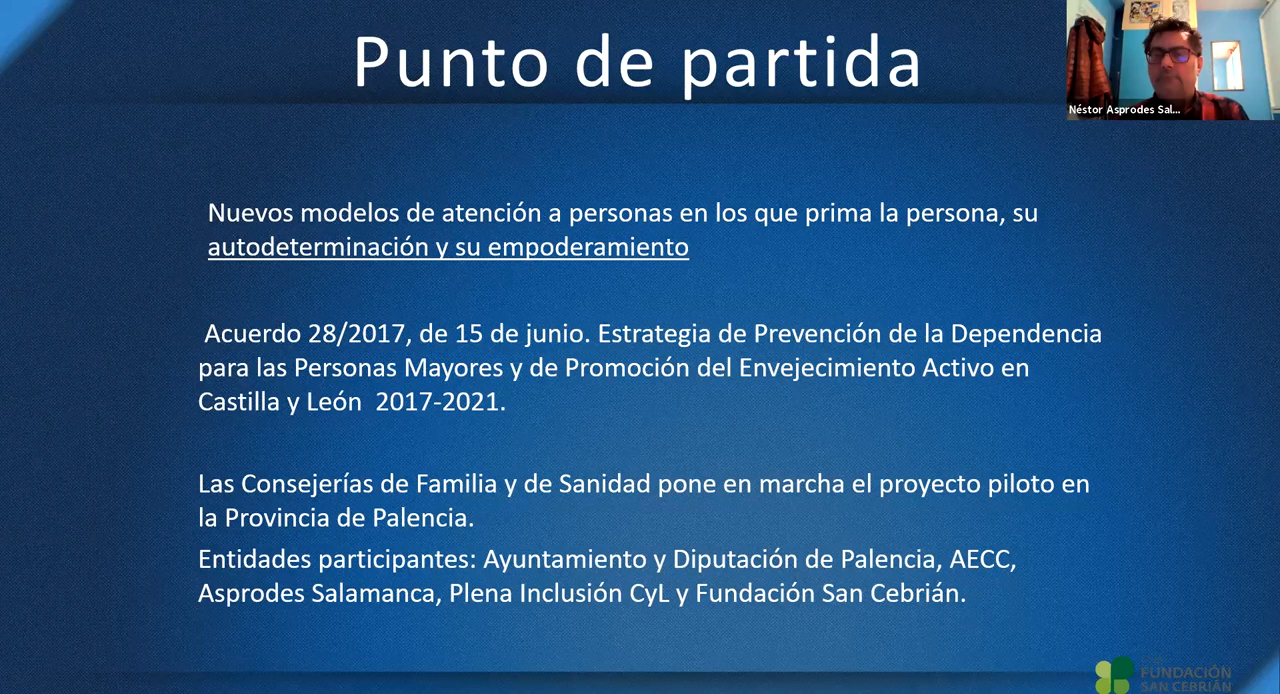 Punto de partida
Néstor Asprodes Sal...
Nuevos modelos de atención a personas en los que prima la persona, su
autodeterminación y su empoderamiento
Acuerdo 28/2017, de 15 de junio. Estrategia de Prevención de la Dependencia
para las Personas Mayores y de Promoción del Envejecimiento Activo en
Castilla y León 2017-2021.
Las Consejerías de Familia y de Sanidad pone en marcha el proyecto piloto en
la Provincia de Palencia.
Entidades participantes: Ayuntamiento y Diputación de Palencia, AECC,
Asprodes Salamanca, Plena Inclusión CyL y Fundación San Cebrián.
FUNDACIÓN
SAN CEBRIÁN